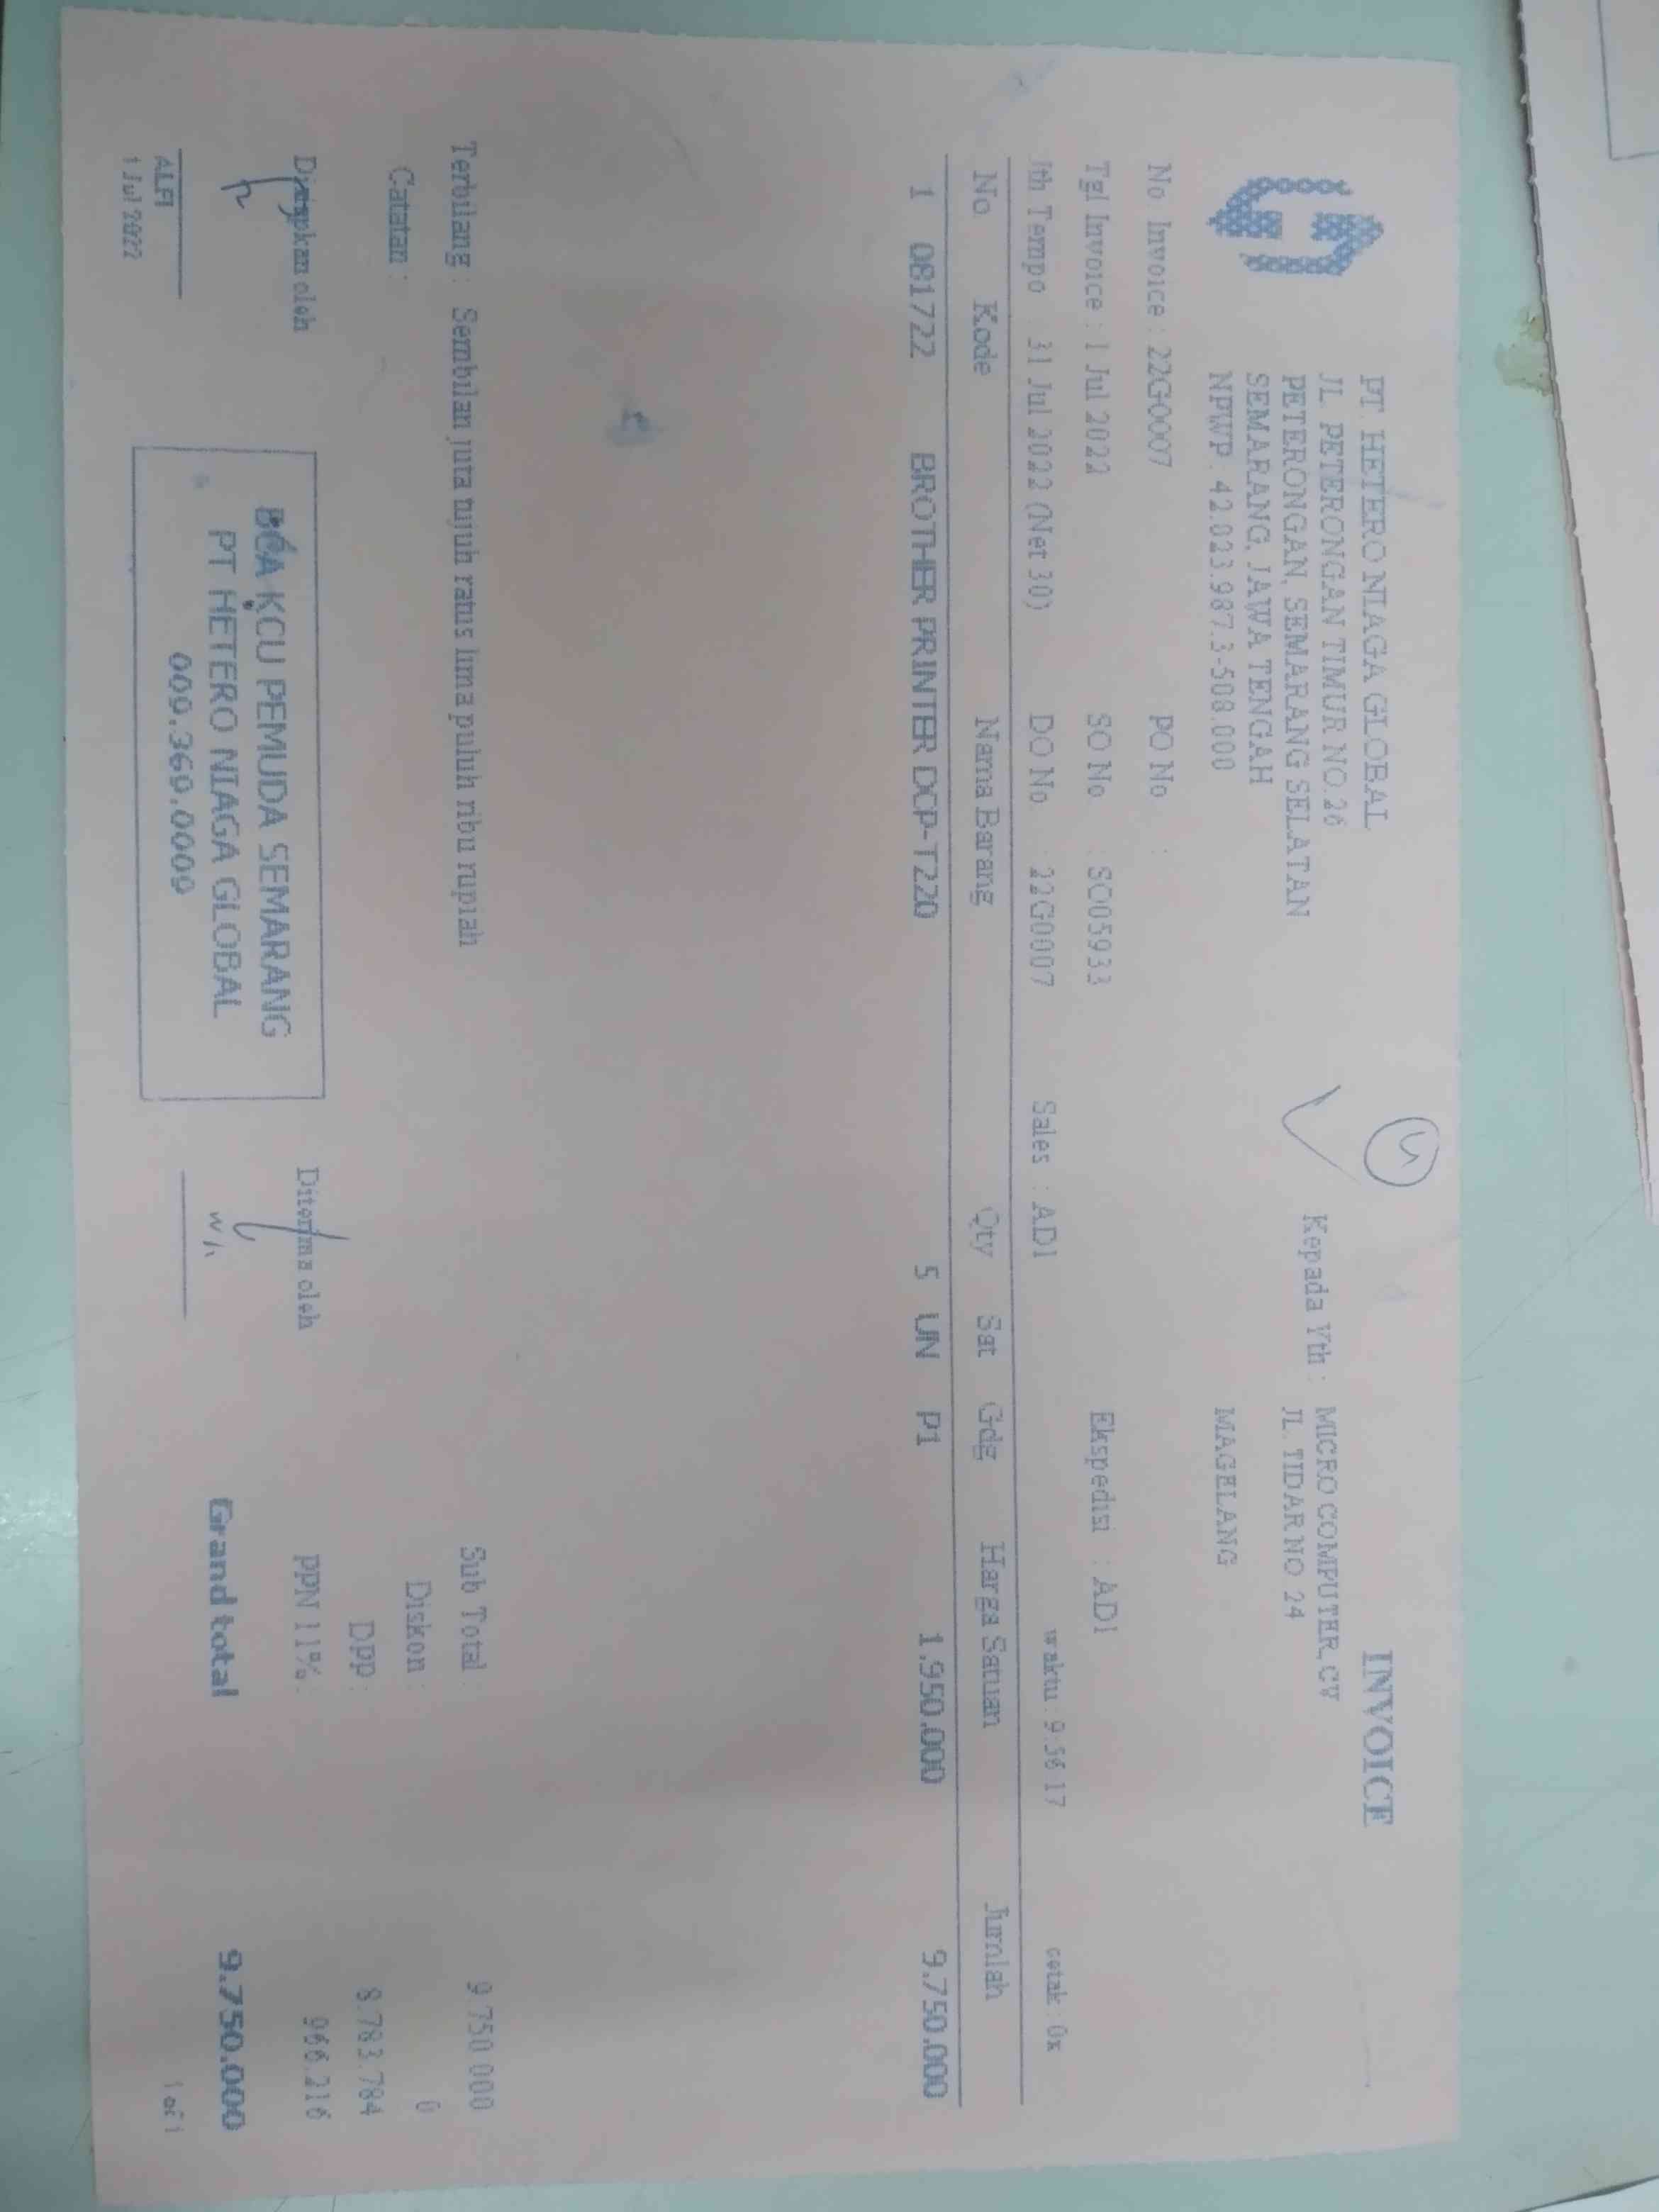 INVOICE
PT HETERO NIAGA GLOBAL
JL. PETERONGAN TIMUR NO.26
PETERONGAN, SEMARANG SELATAN
SEMARANG, JAWA TENGAH
NPWP : 42.023.987.3-508.000
Kepada Yth : MICRO COMPUTER, CV
JL. TIDAR NO 24
MAGELANG
No Invoice : 22G0007 PO No :
Tgl Invoice : 1 Jul 2022 SO No : SO05933 Ekspedisi : ADI
Jth Tempo 31 Jul 2022 (Net 30) DO No : 22G0007 Sales : ADI waktu : 9:56:17 cetak : 0x
No Kode Nama Barang Qty Sat Gdg Harga Satuan Jumlah
1 081722 BROTHER PRINTER DCP-T220 5 UN P1 1.950.000 9.750.000
Terbilang : Sembilan juta tujuh ratus lima puluh ribu rupiah
Catatan :
Sub Total : 9.750.000
Diskon : 0
DPP : 8.783.784
PPN 11% : 966.216
Grand total 9.750.000
Disiapkan oleh
ALFI
1 Jul 2022
BCA KCU PEMUDA SEMARANG
PT HETERO NIAGA GLOBAL
009.369.0009
Diterima oleh
1 of 1